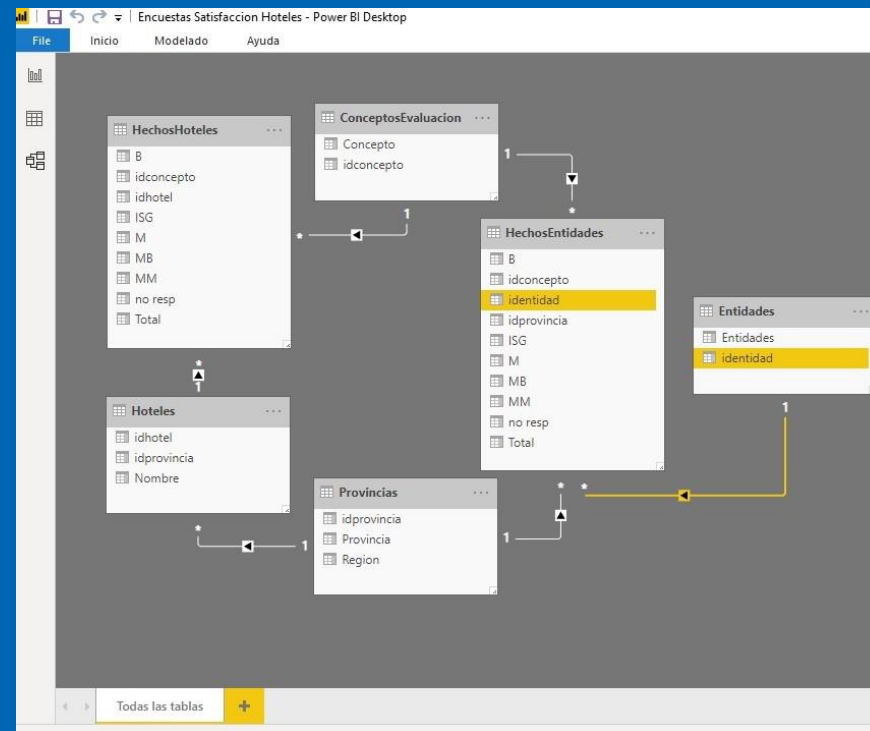 Encuestas Satisfaccion Hoteles - Power BI Desktop
File Inicio Modelado Ayuda
HechosHoteles ...
B
idconcepto
idhotel
ISG
M
MB
MM
no resp
Total
ConceptosEvaluacion ...
Concepto
idconcepto
1
*
1
*
HechosEntidades ...
B
idconcepto
identidad
idprovincia
ISG
M
MB
MM
no resp
Total
Entidades ...
Entidades
identidad
1
*
*
*
1
Hoteles ...
idhotel
idprovincia
Nombre
*
1
Provincias ...
idprovincia
Provincia
Region
1
Todas las tablas +